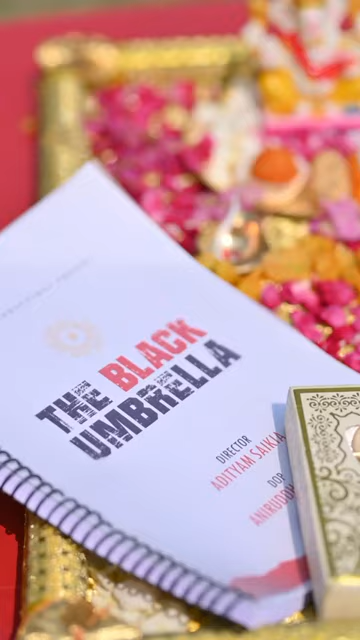 THE BLACK
UMBRELLA
DIRECTOR
ADITYAM SAIKIA
DOP